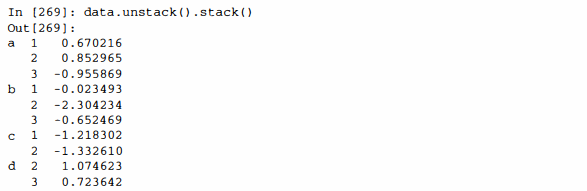 In [269]: data.unstack().stack()
Out[269]:
a  1    0.670216
   2    0.852965
   3   -0.955869
b  1   -0.023493
   2   -2.304234
   3   -0.652469
c  1   -1.218302
   2   -1.332610
d  2    1.074623
   3    0.723642